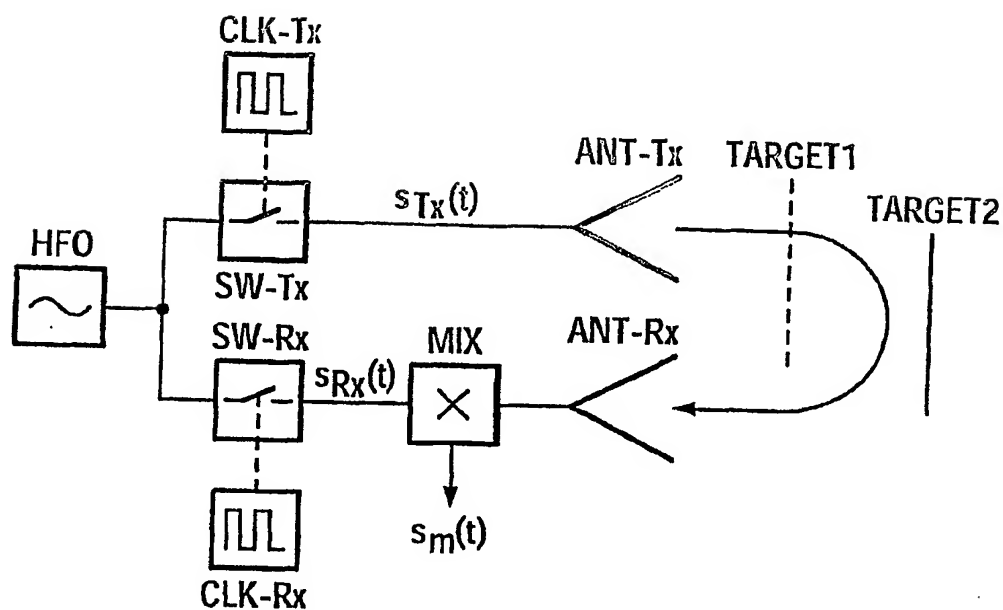 CLK-Tx
ANT-Tx
TARGET1
sTx(t)
TARGET2
HFO
SW-Tx
SW-Rx
MIX
ANT-Rx
sRx(t)
sm(t)
CLK-Rx